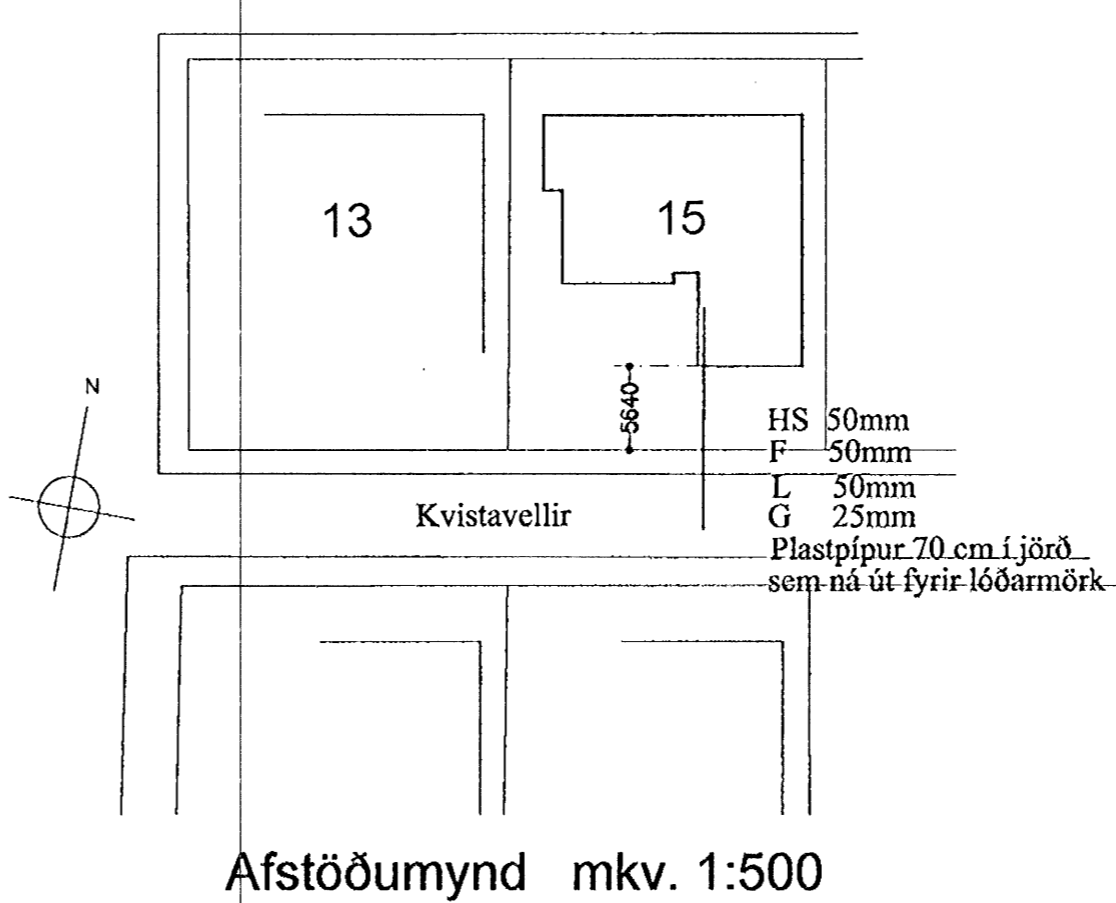 13
15
N
5640
HS 50mm
F 50mm
L 50mm
G 25mm
Kvistavellir
Plastpípur 70 cm í jörð
sem ná út fyrir lóðarmörk
Afstöðumynd mkv. 1:500